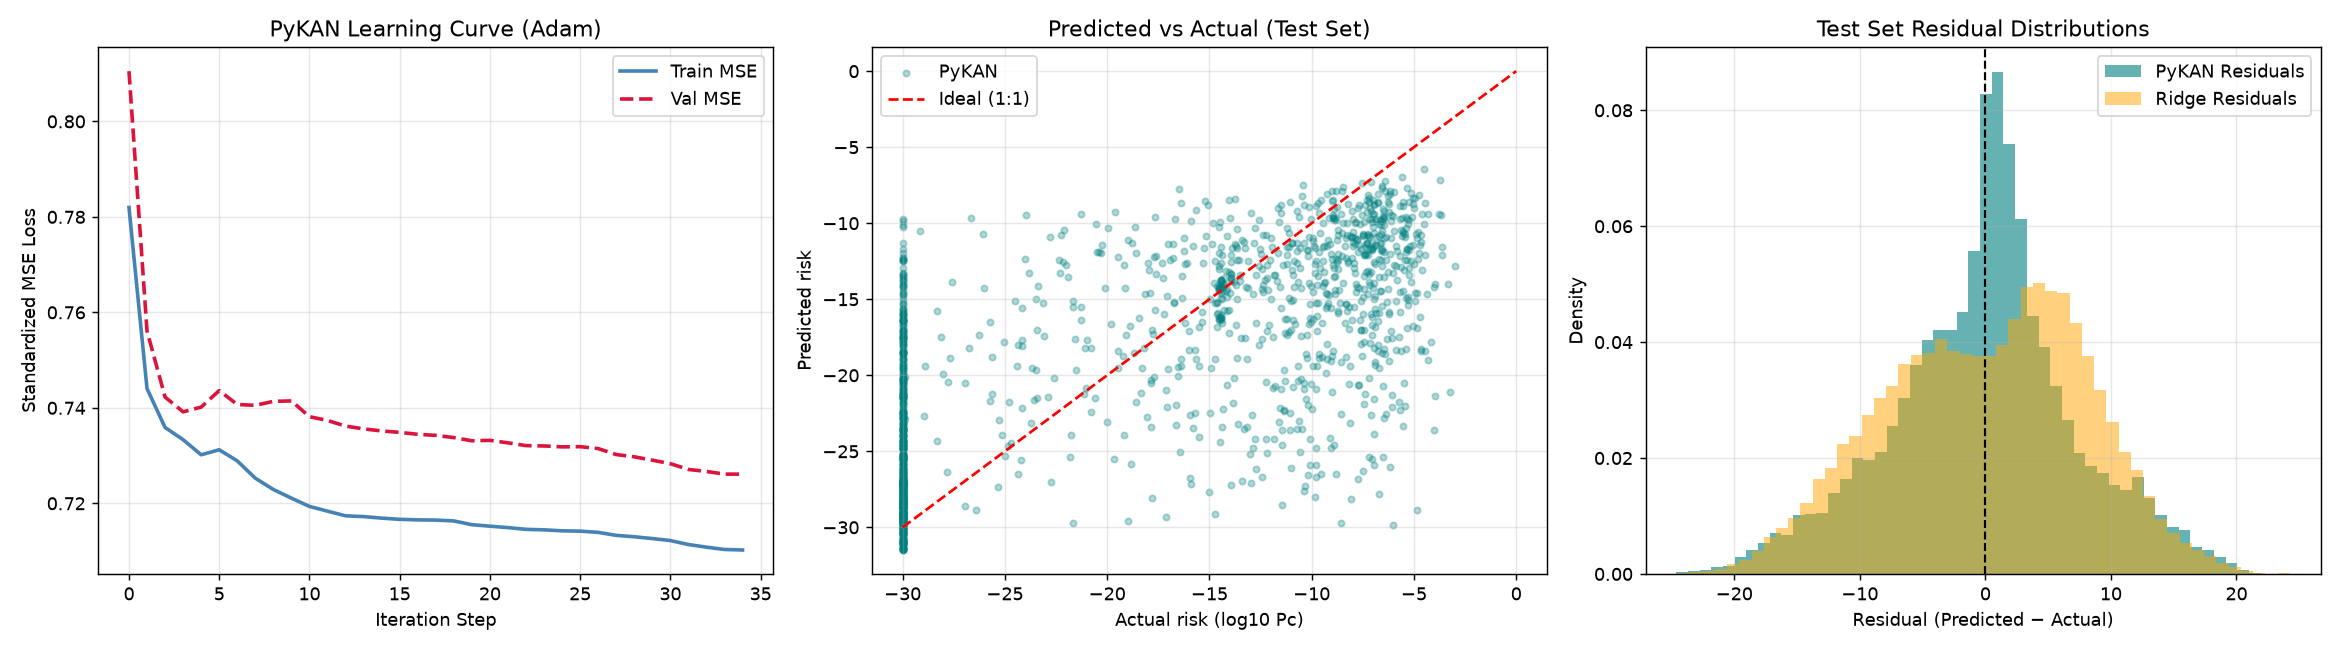 PyKAN Learning Curve (Adam)
Train MSE
Val MSE
0.80
0.78
0.76
0.74
0.72
Standardized MSE Loss
0 5 10 15 20 25 30 35
Iteration Step
Predicted vs Actual (Test Set)
PyKAN
Ideal (1:1)
0
−5
−10
−15
−20
−25
−30
Predicted risk
−30 −25 −20 −15 −10 −5 0
Actual risk (log10 Pc)
Test Set Residual Distributions
PyKAN Residuals
Ridge Residuals
0.08
0.06
0.04
0.02
0.00
Density
−20 −10 0 10 20
Residual (Predicted − Actual)